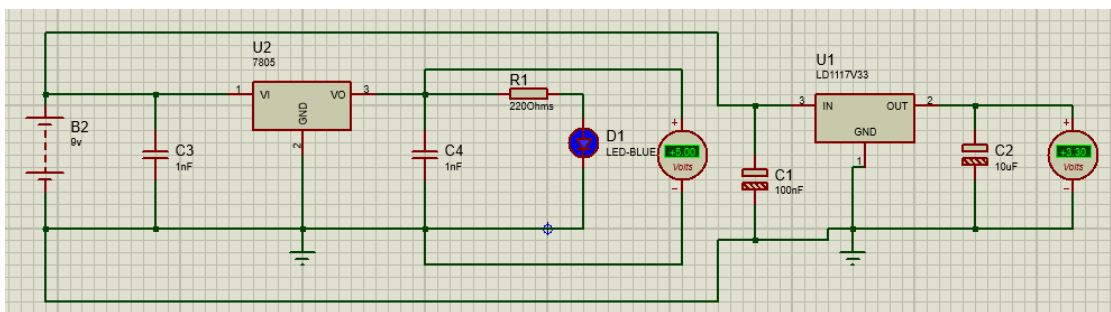 U2
7805
1
VI
VO
3
GND
2
B2
9v
C3
1nF
C4
1nF
R1
220Ohms
D1
LED-BLUE
+
+5.00
Volts
−
U1
LD1117V33
3
IN
OUT
2
GND
1
C1
100nF
C2
10uF
+
+3.30
Volts
−